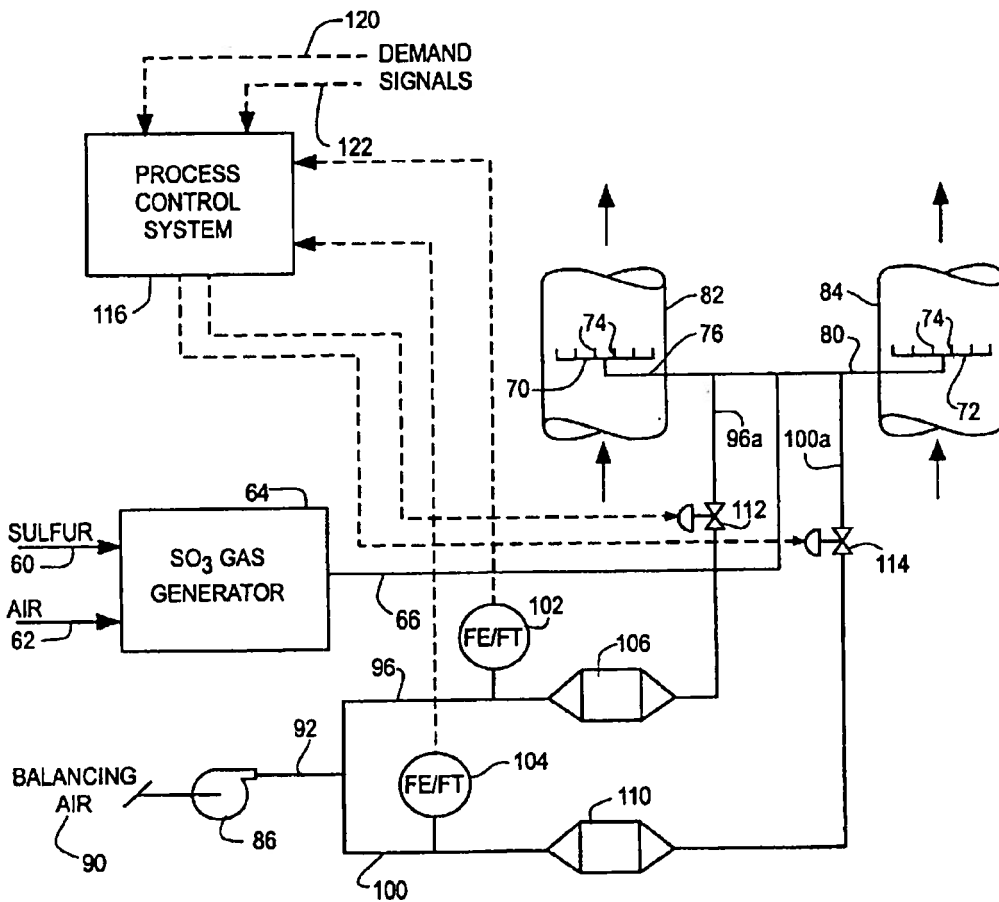 120
DEMAND
SIGNALS
122
PROCESS
CONTROL
SYSTEM
116
82
84
74
76
70
74
80
72
96a
100a
112
114
64
SULFUR
60
SO3 GAS
GENERATOR
AIR
62
66
FE/FT
102
106
96
92
FE/FT
104
BALANCING
AIR
90
86
100
110